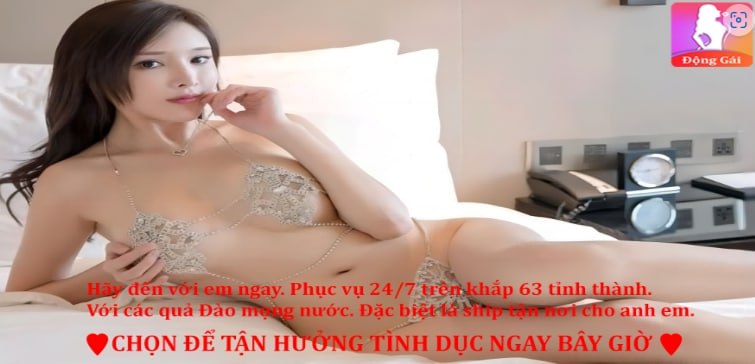 Động Gái
Hãy đến với em ngay. Phục vụ 24/7 trên khắp 63 tỉnh thành.
Với các quả Đào mọng nước. Đặc biệt là ship tận nơi cho anh em.
♥CHỌN ĐỂ TẬN HƯỞNG TÌNH DỤC NGAY BÂY GIỜ ♥